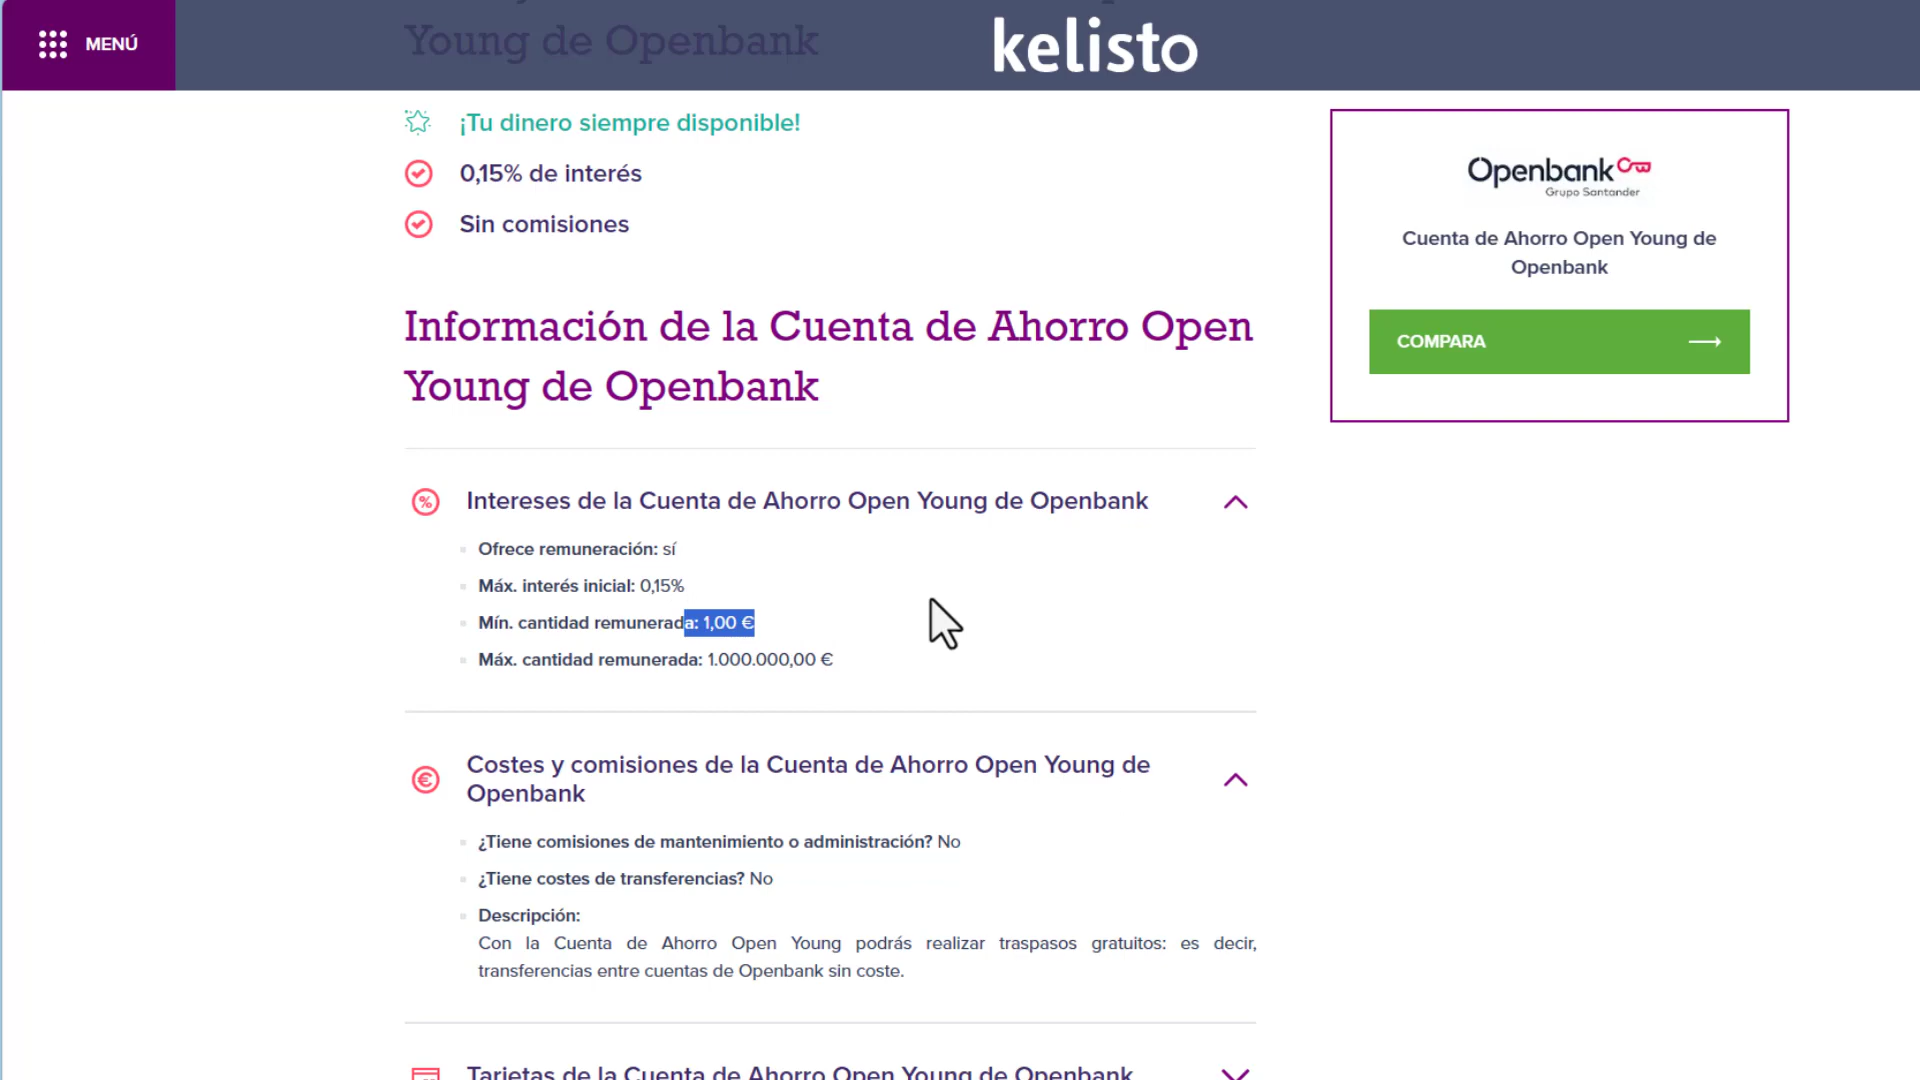 MENÚ
Young de Openbank
kelisto
¡Tu dinero siempre disponible!
0,15% de interés
Sin comisiones
Openbank
Grupo Santander
Cuenta de Ahorro Open Young de
Openbank
COMPARA
Información de la Cuenta de Ahorro Open
Young de Openbank
Intereses de la Cuenta de Ahorro Open Young de Openbank
Ofrece remuneración: sí
Máx. interés inicial: 0,15%
Mín. cantidad remunerada: 1,00 €
Máx. cantidad remunerada: 1.000.000,00 €
Costes y comisiones de la Cuenta de Ahorro Open Young de
Openbank
¿Tiene comisiones de mantenimiento o administración? No
¿Tiene costes de transferencias? No
Descripción:
Con la Cuenta de Ahorro Open Young podrás realizar traspasos gratuitos: es decir,
transferencias entre cuentas de Openbank sin coste.
Tarjetas de la Cuenta de Ahorro Open Young de Openbank